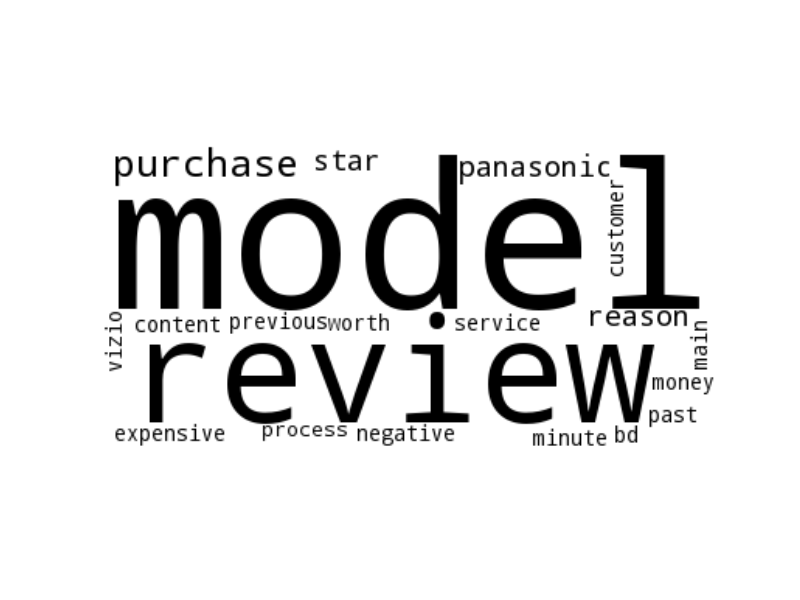 purchase star panasonic
model
customer
vizio content previous worth service reason
review
main
money
past
expensive process negative minute bd